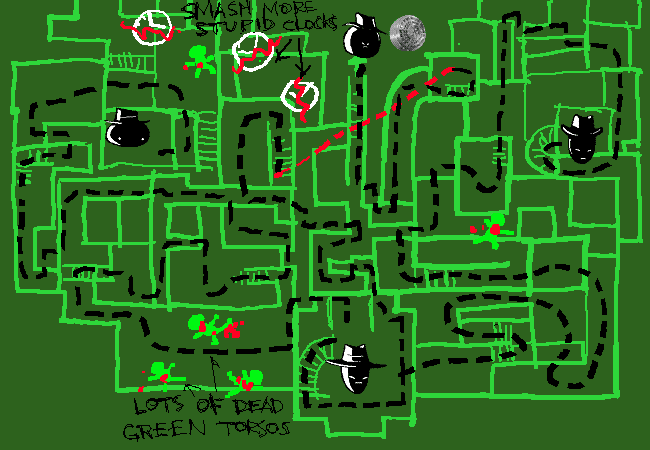 SMASH MORE
STUPID CLOCKS
LOTS OF DEAD
GREEN TORSOS